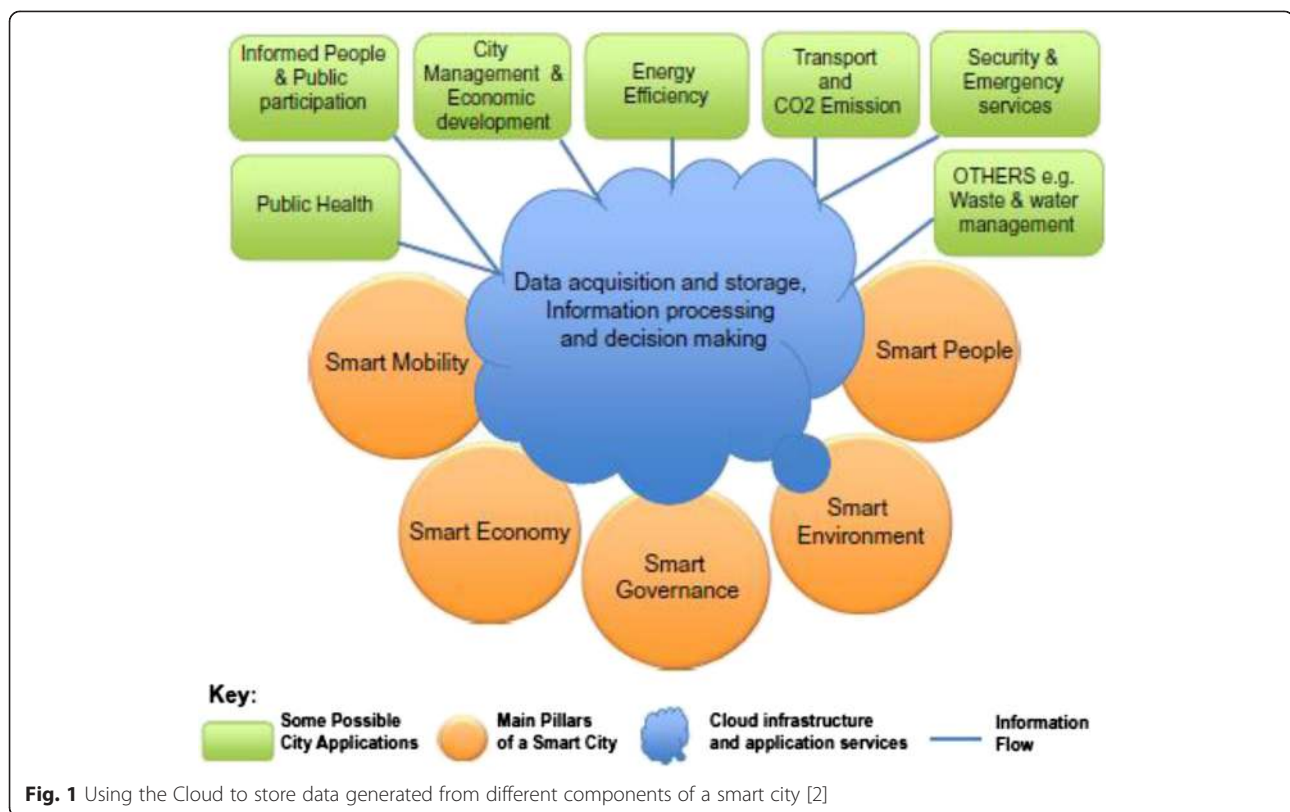 Informed People
& Public
participation
City
Management &
Economic
development
Energy
Efficiency
Transport
and
CO2 Emission
Security &
Emergency
services
Public Health
OTHERS e.g.
Waste & water
management
Data acquisition and storage,
Information processing
and decision making
Smart Mobility
Smart People
Smart Economy
Smart
Governance
Smart
Environment
Key:
Some Possible
City Applications
Main Pillars
of a Smart City
Cloud infrastructure
and application services
Information
Flow
Fig. 1 Using the Cloud to store data generated from different components of a smart city [2]